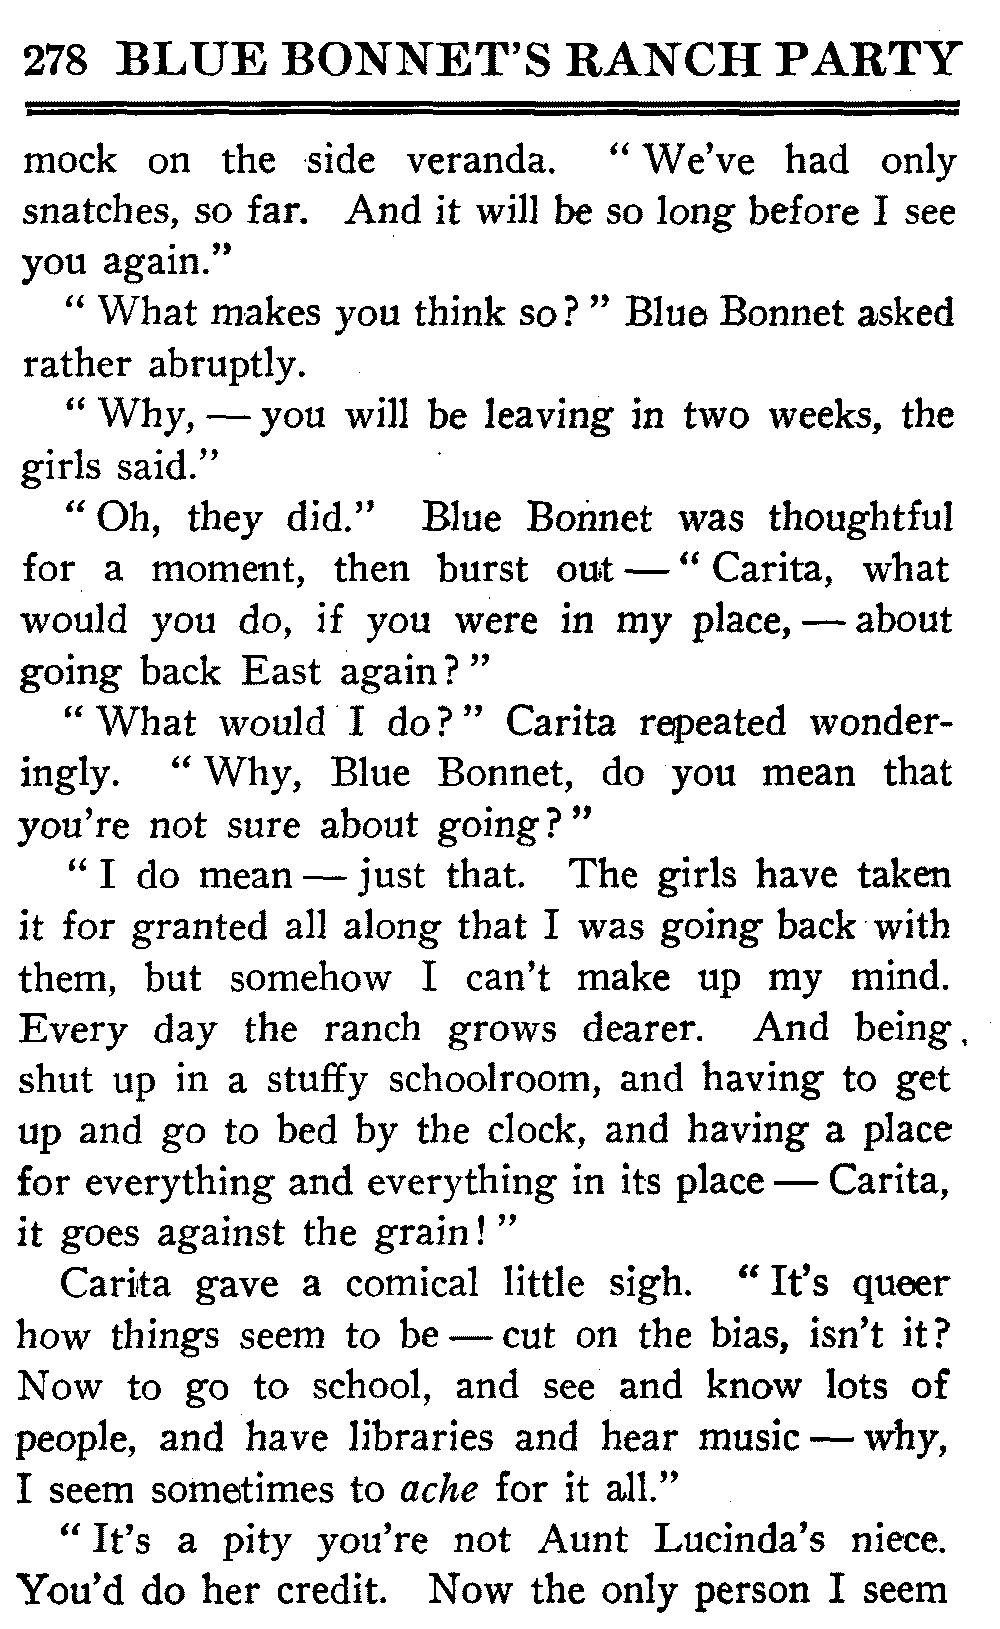 278 BLUE BONNET'S RANCH PARTY
mock on the side veranda. “ We've had only
snatches, so far. And it will be so long before I see
you again.”
“ What makes you think so? ” Blue Bonnet asked
rather abruptly.
“ Why, — you will be leaving in two weeks, the
girls said.”
“ Oh, they did.” Blue Bonnet was thoughtful
for a moment, then burst out — “ Carita, what
would you do, if you were in my place, — about
going back East again? ”
“ What would I do? ” Carita repeated wonder-
ingly. “ Why, Blue Bonnet, do you mean that
you're not sure about going? ”
“ I do mean — just that. The girls have taken
it for granted all along that I was going back with
them, but somehow I can't make up my mind.
Every day the ranch grows dearer. And being
shut up in a stuffy schoolroom, and having to get
up and go to bed by the clock, and having a place
for everything and everything in its place — Carita,
it goes against the grain! ”
Carita gave a comical little sigh. “ It's queer
how things seem to be — cut on the bias, isn't it?
Now to go to school, and see and know lots of
people, and have libraries and hear music — why,
I seem sometimes to ache for it all.”
“ It's a pity you're not Aunt Lucinda's niece.
You'd do her credit. Now the only person I seem